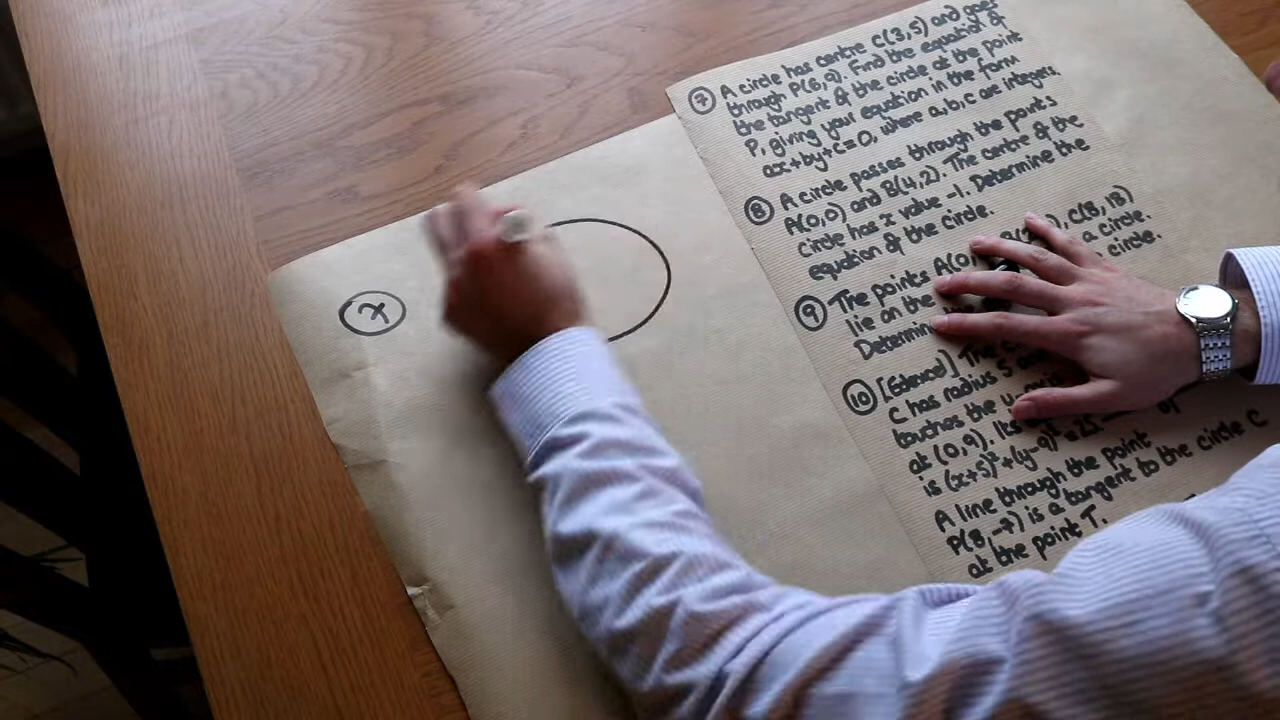 7
7 A circle has centre C(3,5) and goes
through P(6,9). Find the equation of
the tangent of the circle at the point
P, giving your equation in the form
ax+by+c=0, where a,b,c are integers.
8 A circle passes through the points
A(0,0) and B(4,2). The centre of the
circle has x value -1. Determine the
equation of the circle.
9 The points A(0, C(8,18)
lie on the a circle.
Determin circle.
10 [Edexcel] The
C has radius 5
touches the y-axis
at (0,9). Its
is (x+5)²+(y-9)²=25
A line through the point
P(8,-7) is a tangent to the circle C
at the point T.